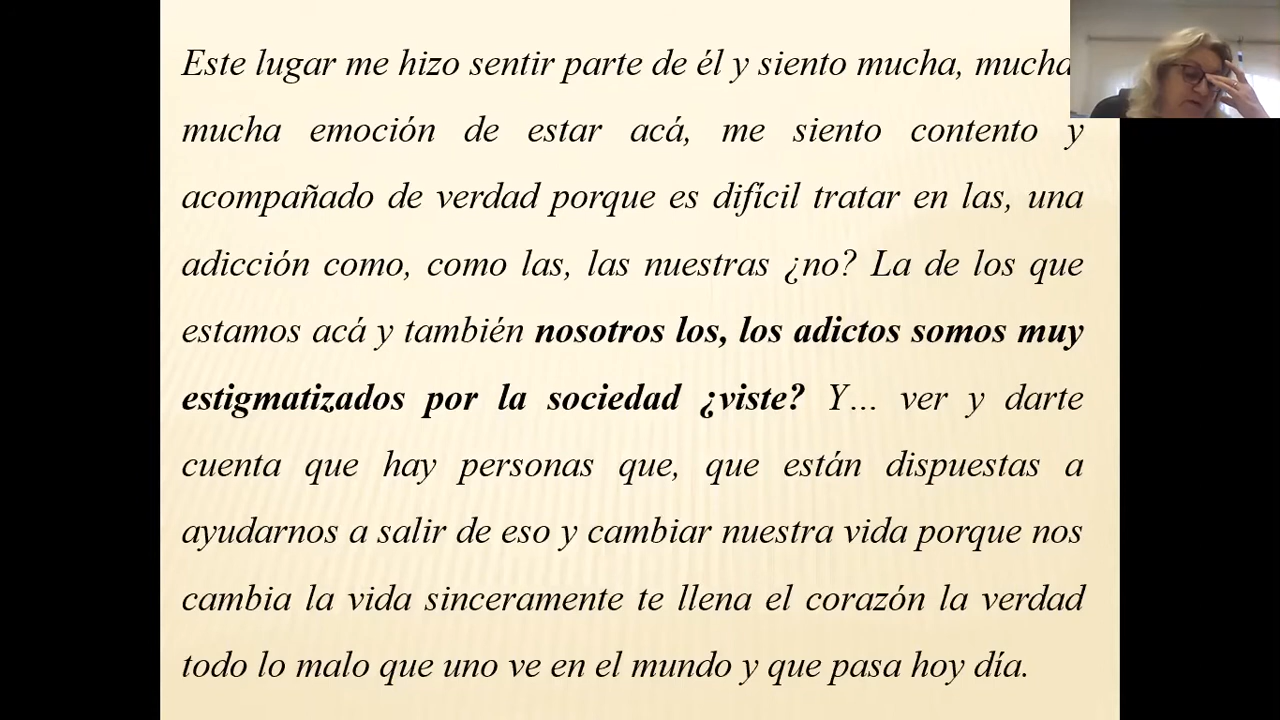 Este lugar me hizo sentir parte de él y siento mucha, mucha
mucha emoción de estar acá, me siento contento y
acompañado de verdad porque es difícil tratar en las, una
adicción como, como las, las nuestras ¿no? La de los que
estamos acá y también nosotros los, los adictos somos muy
estigmatizados por la sociedad ¿viste? Y... ver y darte
cuenta que hay personas que, que están dispuestas a
ayudarnos a salir de eso y cambiar nuestra vida porque nos
cambia la vida sinceramente te llena el corazón la verdad
todo lo malo que uno ve en el mundo y que pasa hoy día.